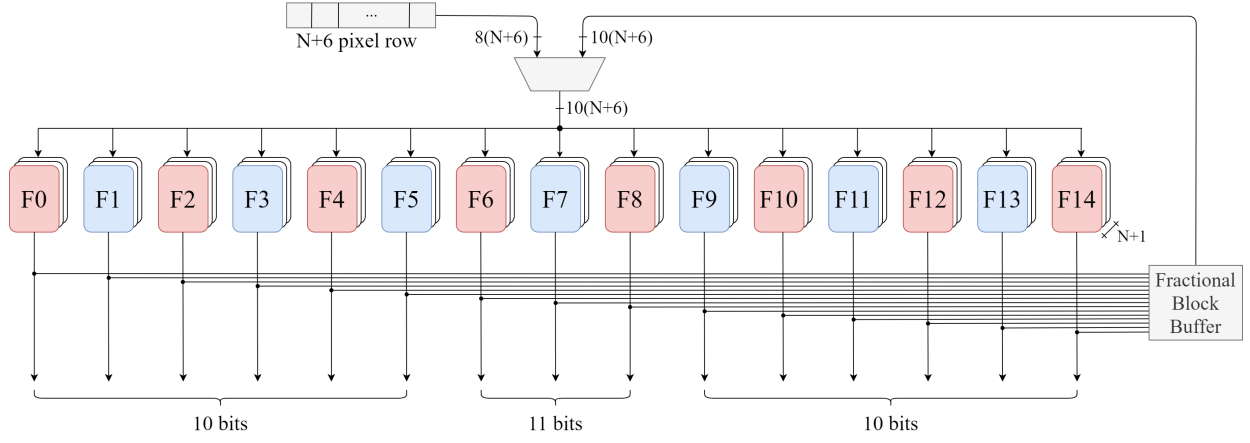 ...
N+6 pixel row
8(N+6)
10(N+6)
10(N+6)
F0 F1 F2 F3 F4 F5 F6 F7 F8 F9 F10 F11 F12 F13 F14
N+1
Fractional
Block
Buffer
10 bits
11 bits
10 bits